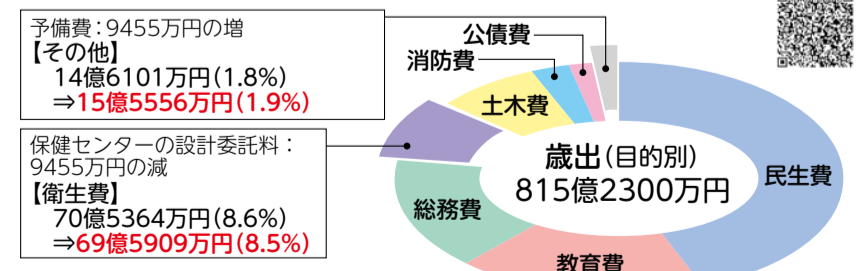 予備費：9455万円の増
【その他】
14億6101万円(1.8%)
⇒15億5556万円(1.9%)
保健センターの設計委託料：
9455万円の減
【衛生費】
70億5364万円(8.6%)
⇒69億5909万円(8.5%)
公債費
消防費
土木費
総務費
歳出(目的別)
815億2300万円
民生費
教育費